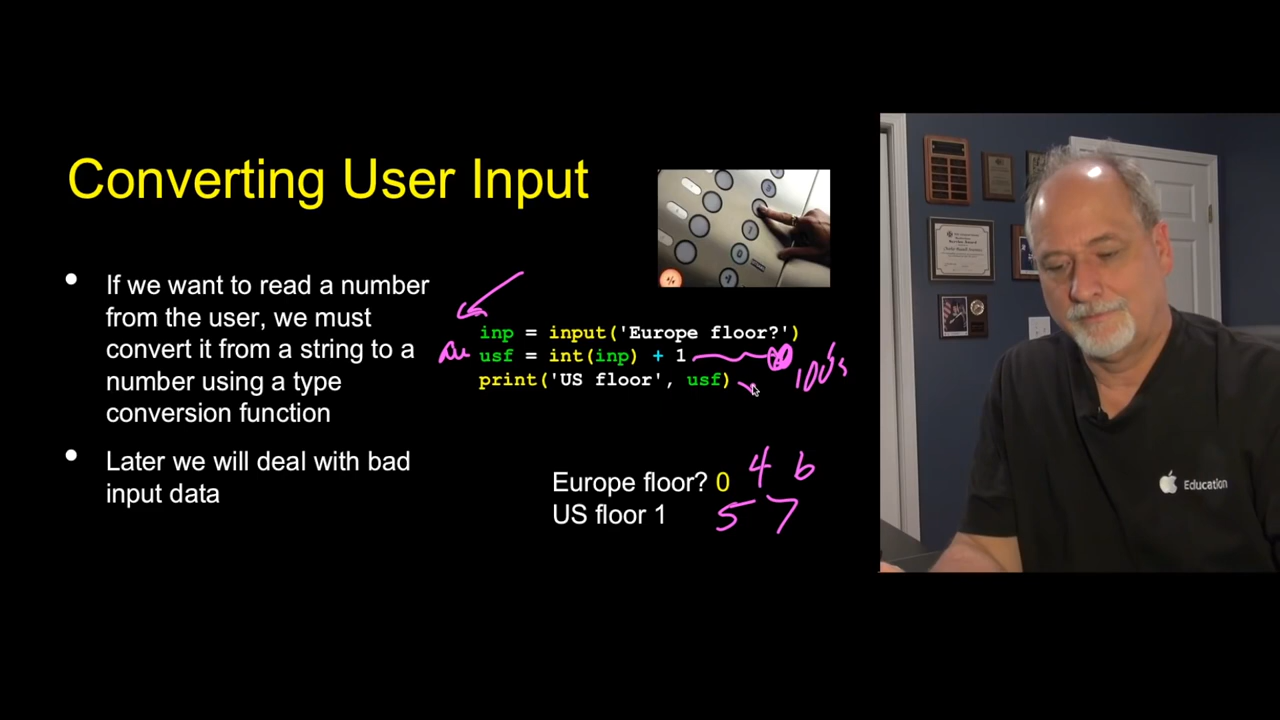 Converting User Input
• If we want to read a number
from the user, we must
convert it from a string to a
number using a type
conversion function
• Later we will deal with bad
input data
inp = input('Europe floor?')
usf = int(inp) + 1
print('US floor', usf)
100's
Europe floor? 0 4 6
US floor 1 5 7
Education